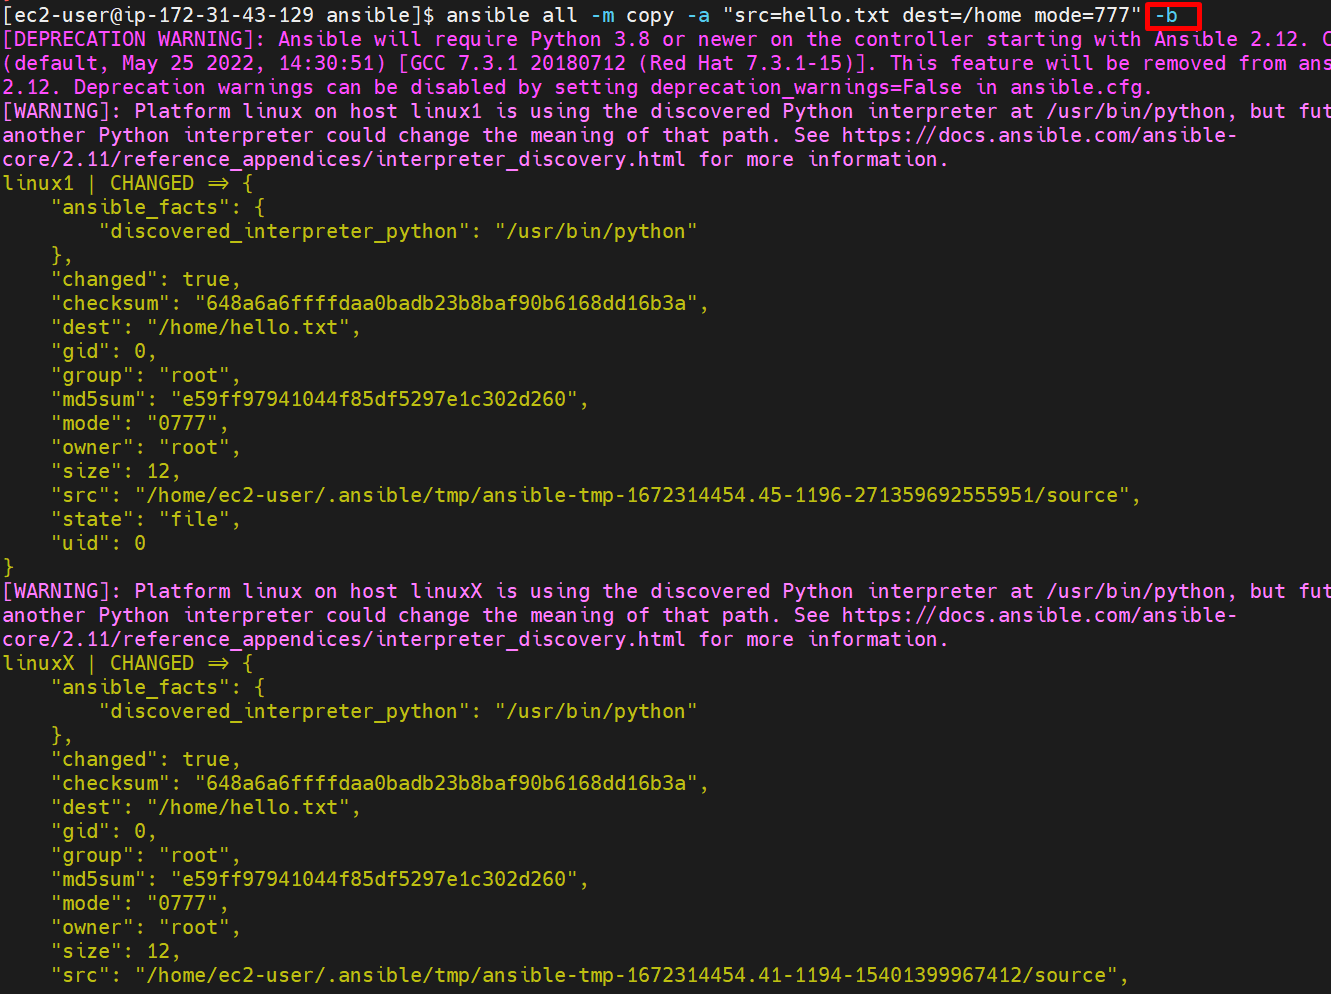 [ec2-user@ip-172-31-43-129 ansible]$ ansible all -m copy -a "src=hello.txt dest=/home mode=777" -b
[DEPRECATION WARNING]: Ansible will require Python 3.8 or newer on the controller starting with Ansible 2.12. C
(default, May 25 2022, 14:30:51) [GCC 7.3.1 20180712 (Red Hat 7.3.1-15)]. This feature will be removed from ans
2.12. Deprecation warnings can be disabled by setting deprecation_warnings=False in ansible.cfg.
[WARNING]: Platform linux on host linux1 is using the discovered Python interpreter at /usr/bin/python, but fut
another Python interpreter could change the meaning of that path. See https://docs.ansible.com/ansible-
core/2.11/reference_appendices/interpreter_discovery.html for more information.
linux1 | CHANGED => {
    "ansible_facts": {
        "discovered_interpreter_python": "/usr/bin/python"
    },
    "changed": true,
    "checksum": "648a6a6ffffdaa0badb23b8baf90b6168dd16b3a",
    "dest": "/home/hello.txt",
    "gid": 0,
    "group": "root",
    "md5sum": "e59ff97941044f85df5297e1c302d260",
    "mode": "0777",
    "owner": "root",
    "size": 12,
    "src": "/home/ec2-user/.ansible/tmp/ansible-tmp-1672314454.45-1196-271359692555951/source",
    "state": "file",
    "uid": 0
}
[WARNING]: Platform linux on host linuxX is using the discovered Python interpreter at /usr/bin/python, but fut
another Python interpreter could change the meaning of that path. See https://docs.ansible.com/ansible-
core/2.11/reference_appendices/interpreter_discovery.html for more information.
linuxX | CHANGED => {
    "ansible_facts": {
        "discovered_interpreter_python": "/usr/bin/python"
    },
    "changed": true,
    "checksum": "648a6a6ffffdaa0badb23b8baf90b6168dd16b3a",
    "dest": "/home/hello.txt",
    "gid": 0,
    "group": "root",
    "md5sum": "e59ff97941044f85df5297e1c302d260",
    "mode": "0777",
    "owner": "root",
    "size": 12,
    "src": "/home/ec2-user/.ansible/tmp/ansible-tmp-1672314454.41-1194-15401399967412/source",